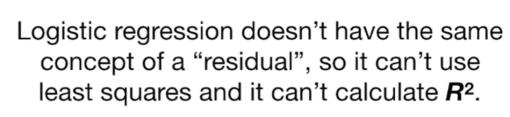 Logistic regression doesn’t have the same
concept of a “residual”, so it can’t use
least squares and it can’t calculate R².